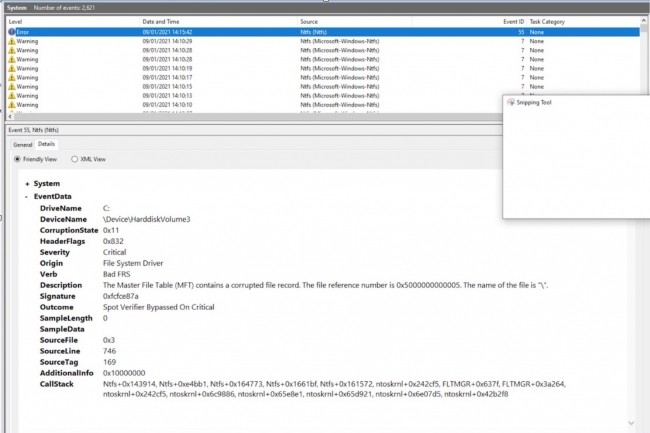 System Number of events: 2,621
Level Date and Time Source Event ID Task Category
Error 09/01/2021 14:15:42 Ntfs (Ntfs) 55 None
Warning 09/01/2021 14:10:29 Ntfs (Microsoft-Windows-Ntfs) 7 None
Warning 09/01/2021 14:10:28 Ntfs (Microsoft-Windows-Ntfs) 7 None
Warning 09/01/2021 14:10:28 Ntfs (Microsoft-Windows-Ntfs) 7 None
Warning 09/01/2021 14:10:19 Ntfs (Microsoft-Windows-Ntfs) 7 None
Warning 09/01/2021 14:10:17 Ntfs (Microsoft-Windows-Ntfs) 7 None
Warning 09/01/2021 14:10:15 Ntfs (Microsoft-Windows-Ntfs) 7 None
Warning 09/01/2021 14:10:13 Ntfs (Microsoft-Windows-Ntfs) 7
Warning 09/01/2021 14:10:10 Ntfs (Microsoft-Windows-Ntfs) 7
Snipping Tool
Event 55, Ntfs (Ntfs)
General Details
Friendly View XML View
+ System
- EventData
DriveName C:
DeviceName \Device\HarddiskVolume3
CorruptionState 0x11
HeaderFlags 0x832
Severity Critical
Origin File System Driver
Verb Bad FRS
Description The Master File Table (MFT) contains a corrupted file record. The file reference number is 0x5000000000005. The name of the file is "\".
Signature 0xfcfce87a
Outcome Spot Verifier Bypassed On Critical
SampleLength 0
SampleData
SourceFile 0x3
SourceLine 746
SourceTag 169
AdditionalInfo 0x10000000
CallStack Ntfs+0x143914, Ntfs+0xe4bb1, Ntfs+0x164773, Ntfs+0x1661bf, Ntfs+0x161572, ntoskrnl+0x242cf5, FLTMGR+0x637f, FLTMGR+0x3a264,
ntoskrnl+0x242cf5, ntoskrnl+0x6c9886, ntoskrnl+0x65e8e1, ntoskrnl+0x65d921, ntoskrnl+0x6e07d5, ntoskrnl+0x42b2f8